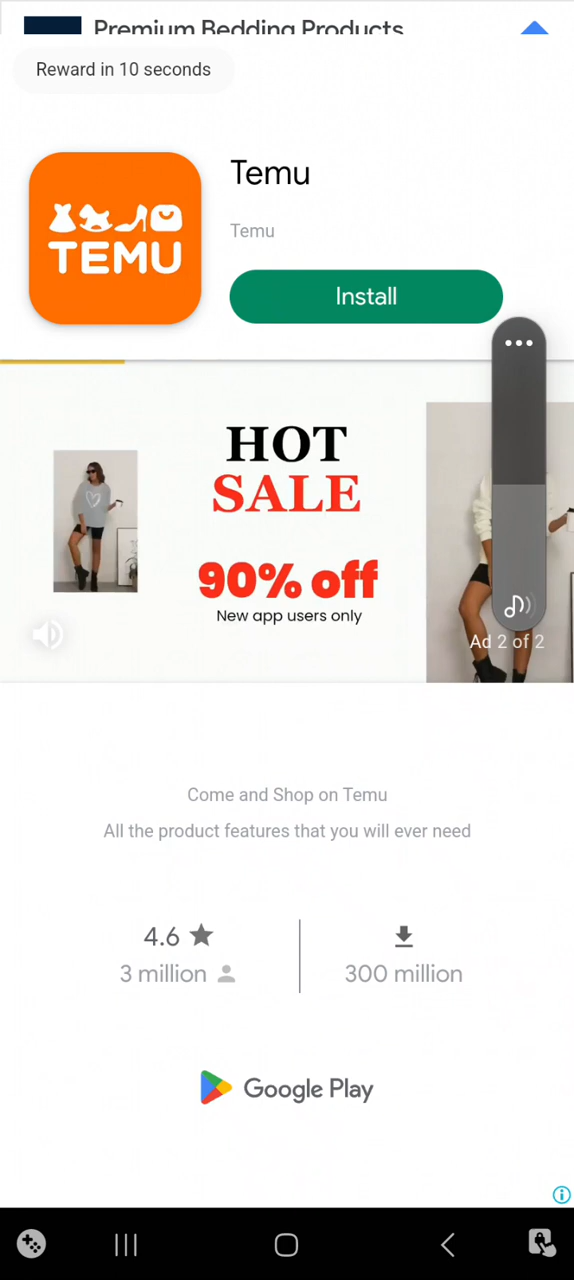 Premium Bedding Products
Reward in 10 seconds
TEMU
Temu
Temu
Install
HOT
SALE
90% off
New app users only
Ad 2 of 2
Come and Shop on Temu
All the product features that you will ever need
4.6
3 million
300 million
Google Play